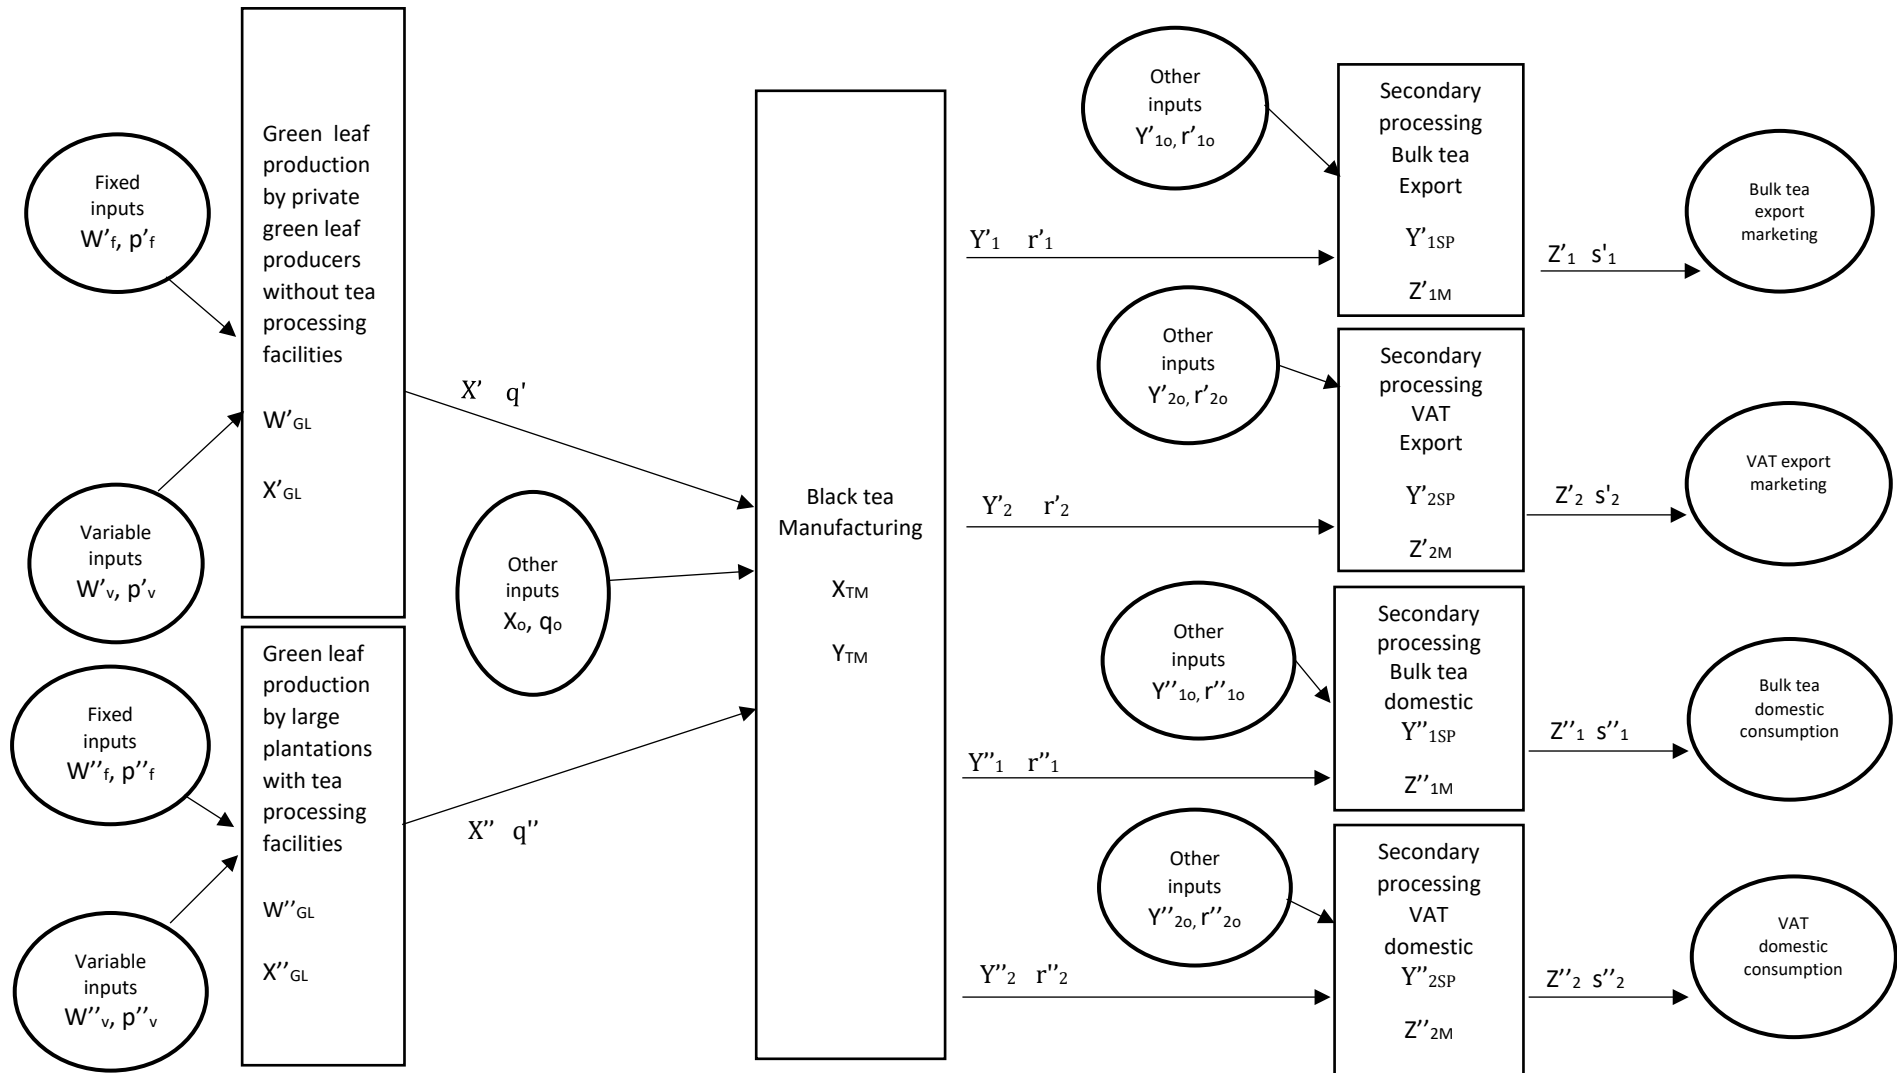 Fixed
inputs
W’f, p’f
Variable
inputs
W’v, p’v
Fixed
inputs
W’’f, p’’f
Variable
inputs
W’’v, p’’v
Green leaf
production
by private
green leaf
producers
without tea
processing
facilities
W’GL
X’GL
Green leaf
production
by large
plantations
with tea
processing
facilities
W’’GL
X’’GL
X’ q'
Other
inputs
Xo, qo
X’’ q''
Black tea
Manufacturing
XTM
YTM
Other
inputs
Y’1o, r’1o
Y’1 r’1
Other
inputs
Y’2o, r’2o
Y’2 r’2
Other
inputs
Y’’1o, r’’1o
Y’’1 r’’1
Other
inputs
Y’’2o, r’’2o
Y’’2 r’’2
Secondary
processing
Bulk tea
Export
Y’1SP
Z’1M
Secondary
processing
VAT
Export
Y’2SP
Z’2M
Secondary
processing
Bulk tea
domestic
Y’’1SP
Z’’1M
Secondary
processing
VAT
domestic
Y’’2SP
Z’’2M
Z’1 s'1
Z’2 s'2
Z’’1 s’’1
Z’’2 s’’2
Bulk tea
export
marketing
VAT export
marketing
Bulk tea
domestic
consumption
VAT
domestic
consumption